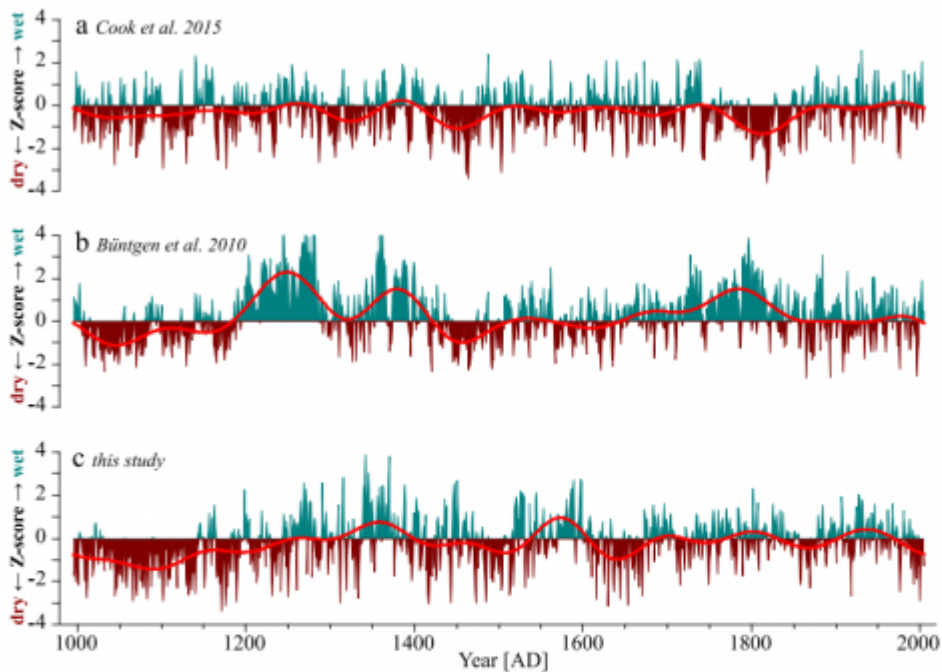 a Cook et al. 2015
4
2
0
-2
-4
dry ← Z-score → wet
b Büntgen et al. 2010
4
2
0
-2
-4
dry ← Z-score → wet
c this study
4
2
0
-2
-4
dry ← Z-score → wet
1000 1200 1400 1600 1800 2000
Year [AD]